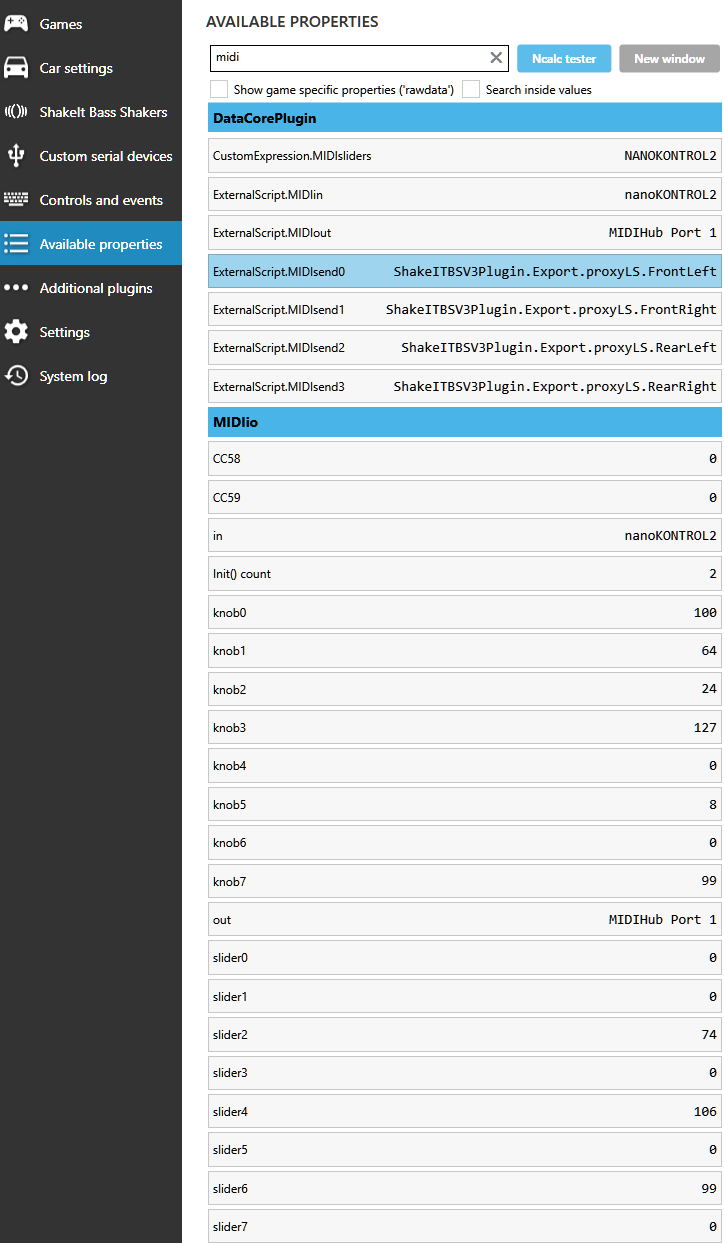 Games
Car settings
ShakeIt Bass Shakers
Custom serial devices
Controls and events
Available properties
Additional plugins
Settings
System log
AVAILABLE PROPERTIES
midi
Ncalc tester
New window
Show game specific properties ('rawdata')
Search inside values
DataCorePlugin
CustomExpression.MIDIsliders NANOKONTROL2
ExternalScript.MIDIin nanoKONTROL2
ExternalScript.MIDIout MIDIHub Port 1
ExternalScript.MIDIsend0 ShakeITBSV3Plugin.Export.proxyLS.FrontLeft
ExternalScript.MIDIsend1 ShakeITBSV3Plugin.Export.proxyLS.FrontRight
ExternalScript.MIDIsend2 ShakeITBSV3Plugin.Export.proxyLS.RearLeft
ExternalScript.MIDIsend3 ShakeITBSV3Plugin.Export.proxyLS.RearRight
MIDIio
CC58 0
CC59 0
in nanoKONTROL2
Init() count 2
knob0 100
knob1 64
knob2 24
knob3 127
knob4 0
knob5 8
knob6 0
knob7 99
out MIDIHub Port 1
slider0 0
slider1 0
slider2 74
slider3 0
slider4 106
slider5 0
slider6 99
slider7 0